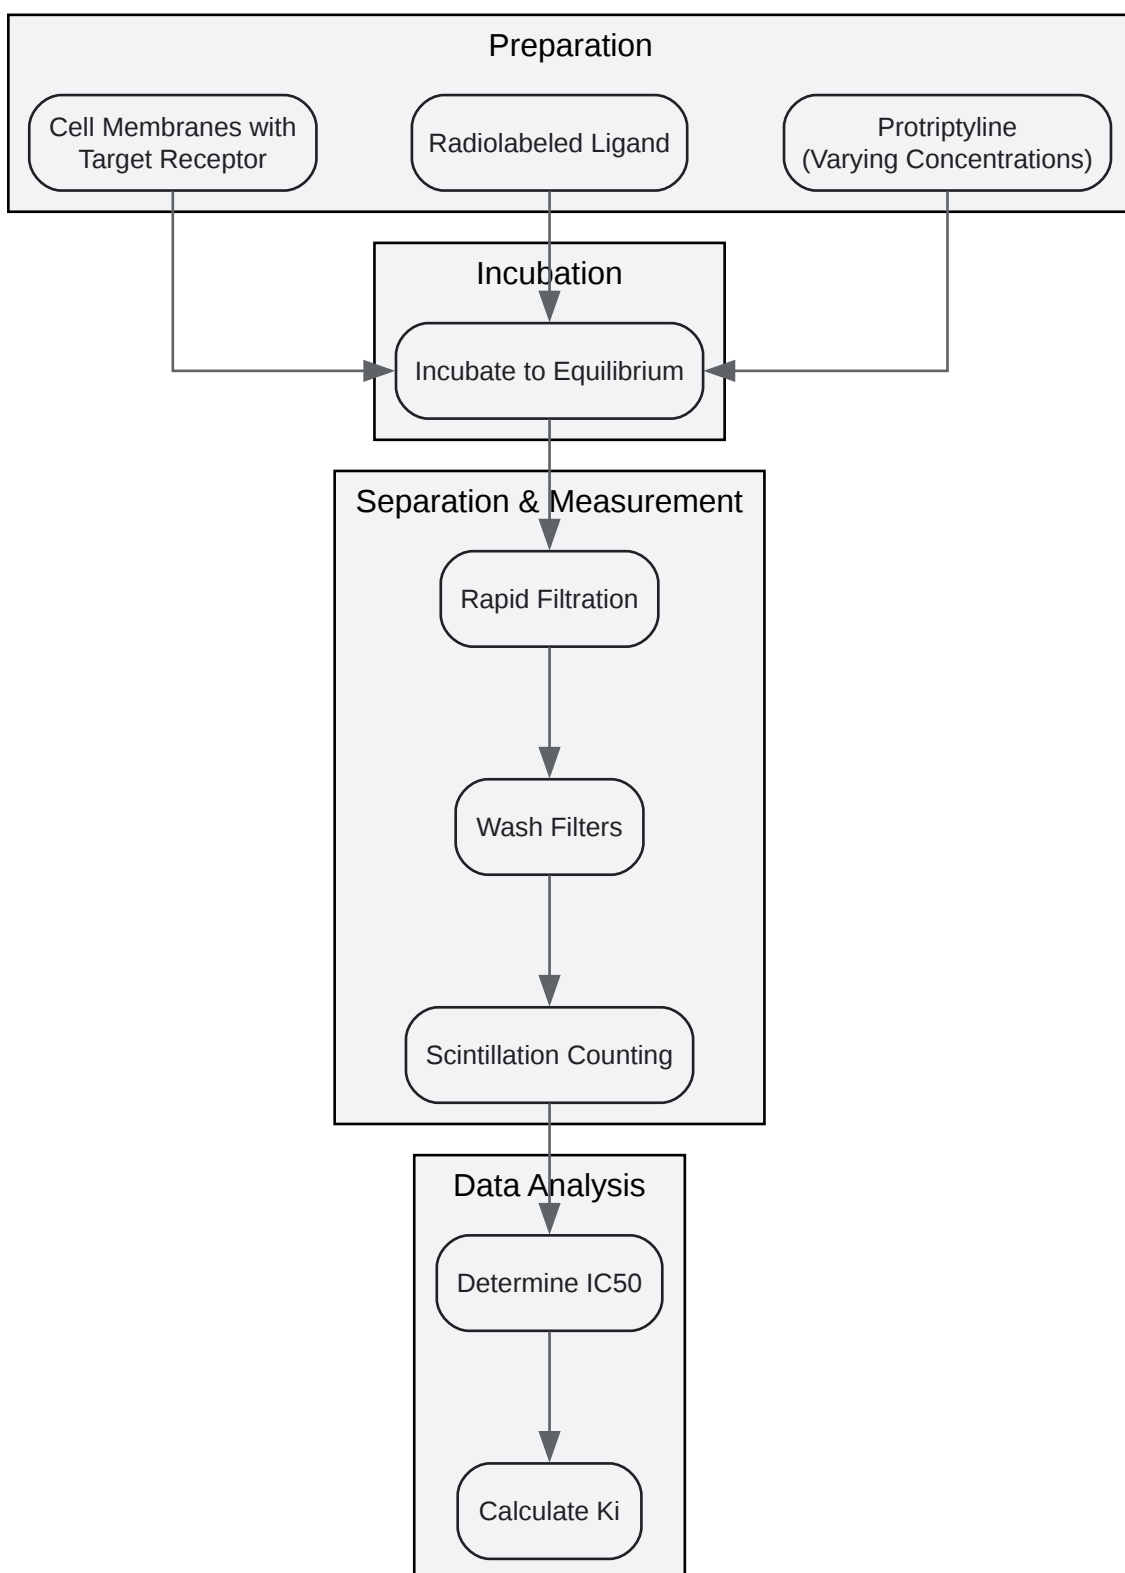 Preparation
Cell Membranes with
Target Receptor
Radiolabeled Ligand
Protriptyline
(Varying Concentrations)
Incubation
Incubate to Equilibrium
Separation & Measurement
Rapid Filtration
Wash Filters
Scintillation Counting
Data Analysis
Determine IC50
Calculate Ki